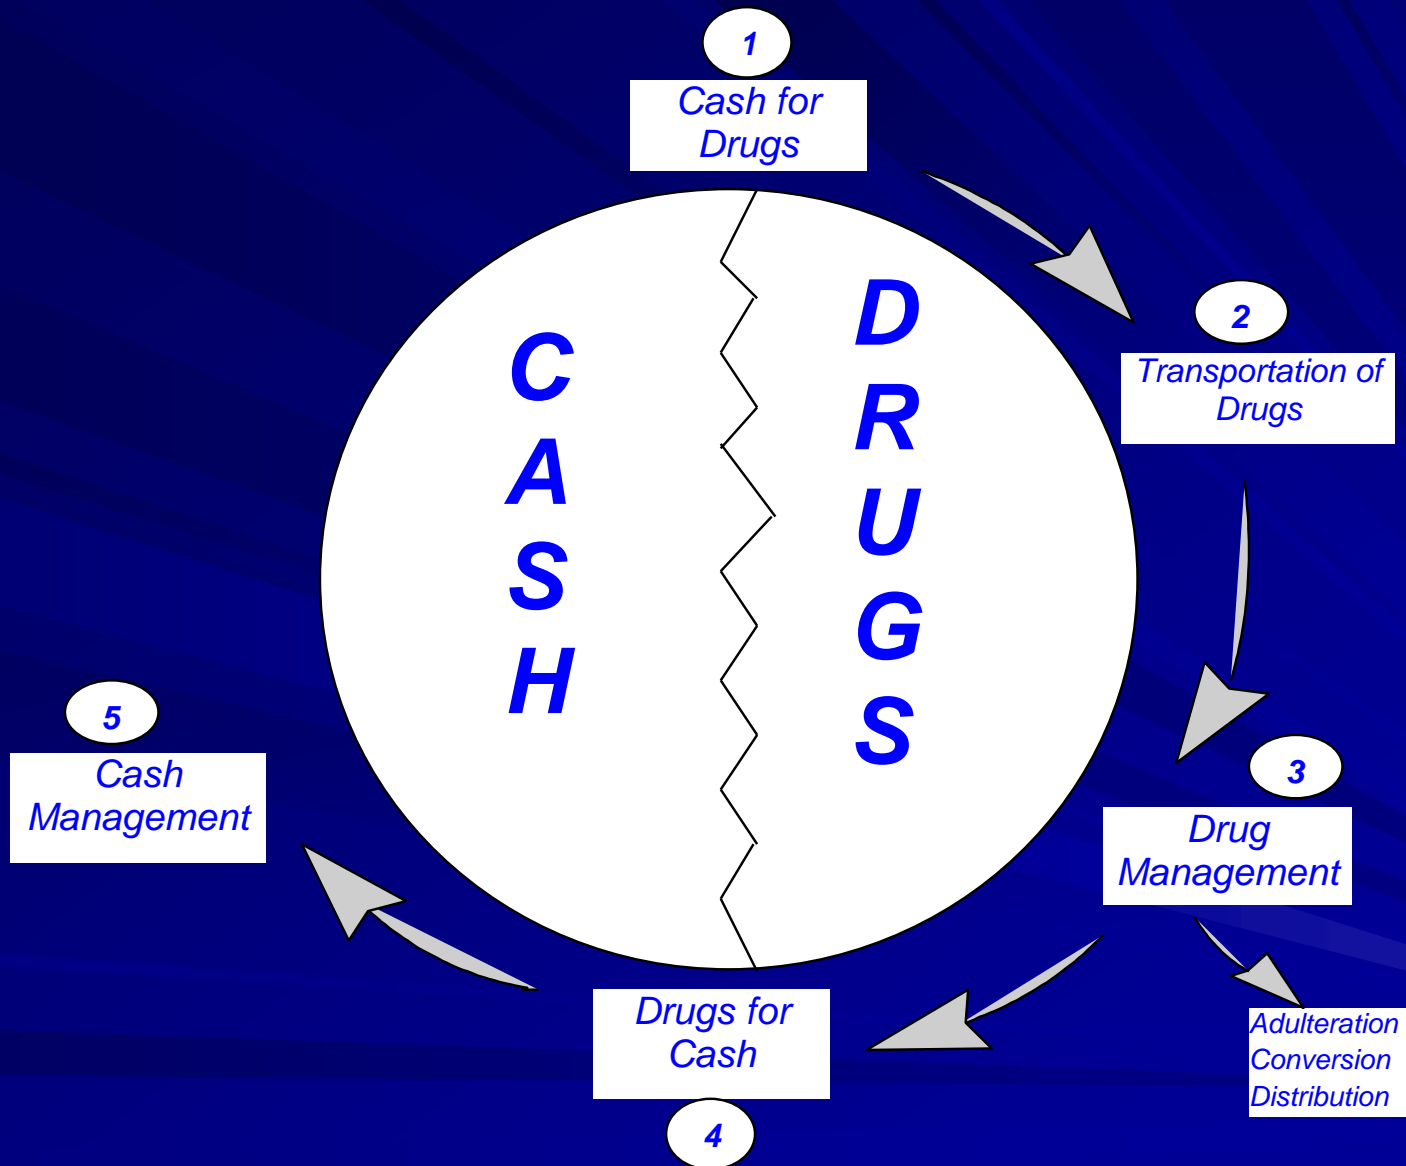 1
Cash for
Drugs
2
Transportation of
Drugs
3
Drug
Management
Adulteration
Conversion
Distribution
Drugs for
Cash
4
5
Cash
Management
C
A
S
H
D
R
U
G
S